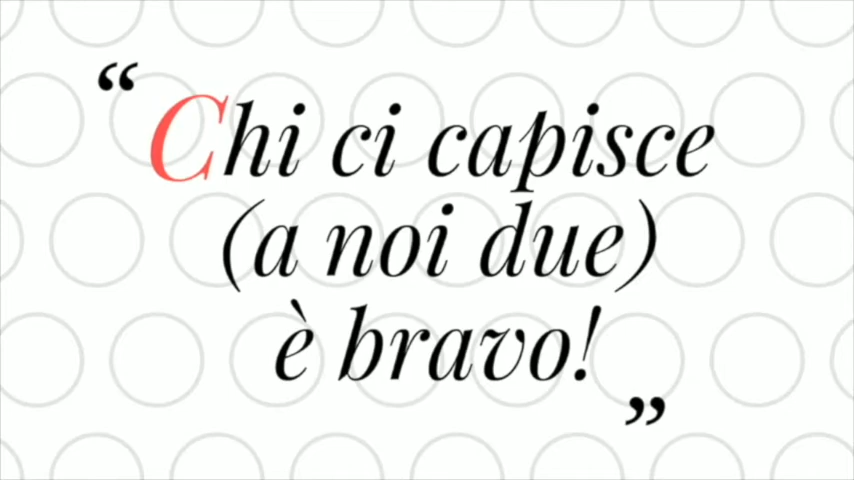 “Chi ci capisce
(a noi due)
è bravo!”